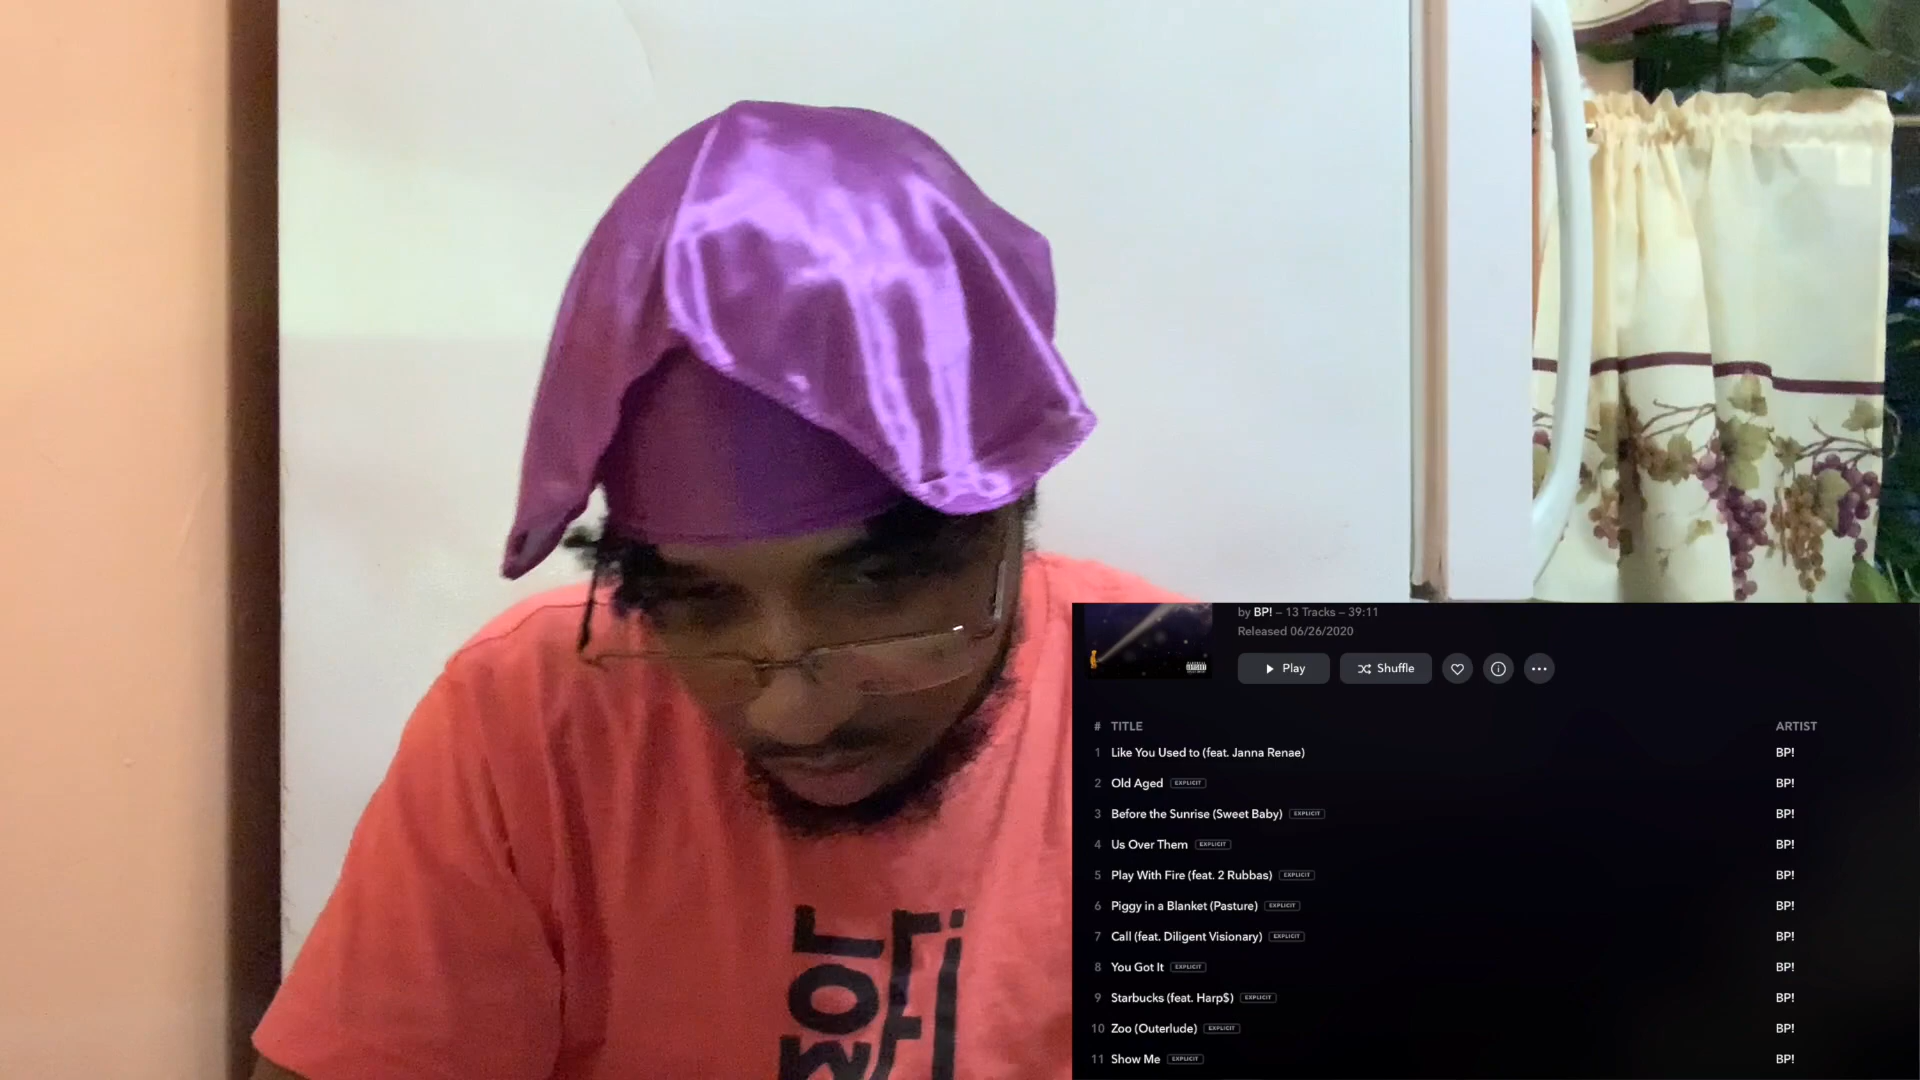 by BP! – 13 Tracks – 39:11
Released 06/26/2020
Play Shuffle
# TITLE ARTIST
1 Like You Used to (feat. Janna Renae) BP!
2 Old Aged EXPLICIT BP!
3 Before the Sunrise (Sweet Baby) EXPLICIT BP!
4 Us Over Them EXPLICIT BP!
5 Play With Fire (feat. 2 Rubbas) EXPLICIT BP!
6 Piggy in a Blanket (Pasture) EXPLICIT BP!
7 Call (feat. Diligent Visionary) EXPLICIT BP!
8 You Got It EXPLICIT BP!
9 Starbucks (feat. Harp$) EXPLICIT BP!
10 Zoo (Outerlude) EXPLICIT BP!
11 Show Me EXPLICIT BP!